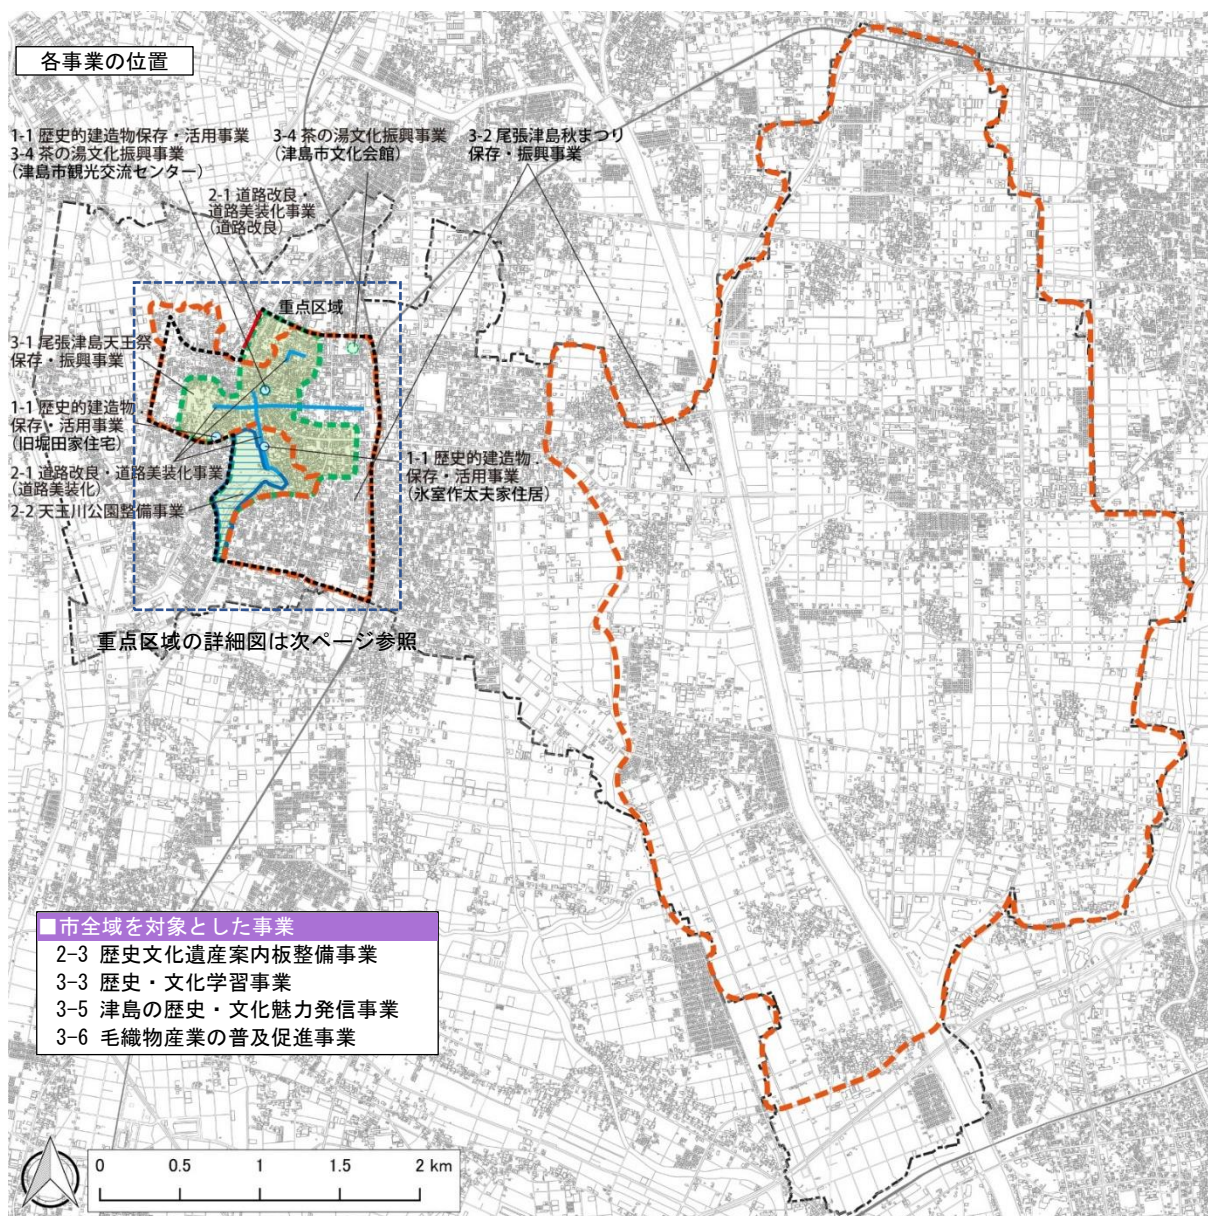 各事業の位置
1-1 歴史的建造物保存・活用事業
3-4 茶の湯文化振興事業
(津島市観光交流センター)
3-4 茶の湯文化振興事業
(津島市文化会館)
3-2 尾張津島秋まつり
保存・振興事業
2-1 道路改良・
道路美装化事業
(道路改良)
重点区域
3-1 尾張津島天王祭
保存・振興事業
1-1 歴史的建造物
保存・活用事業
(旧堀田家住宅)
2-1 道路改良・道路美装化事業
(道路美装化)
2-2 天王川公園整備事業
1-1 歴史的建造物
保存・活用事業
(氷室作太夫家住居)
重点区域の詳細図は次ページ参照
■市全域を対象とした事業
2-3 歴史文化遺産案内板整備事業
3-3 歴史・文化学習事業
3-5 津島の歴史・文化魅力発信事業
3-6 毛織物産業の普及促進事業
0 0.5 1 1.5 2 km